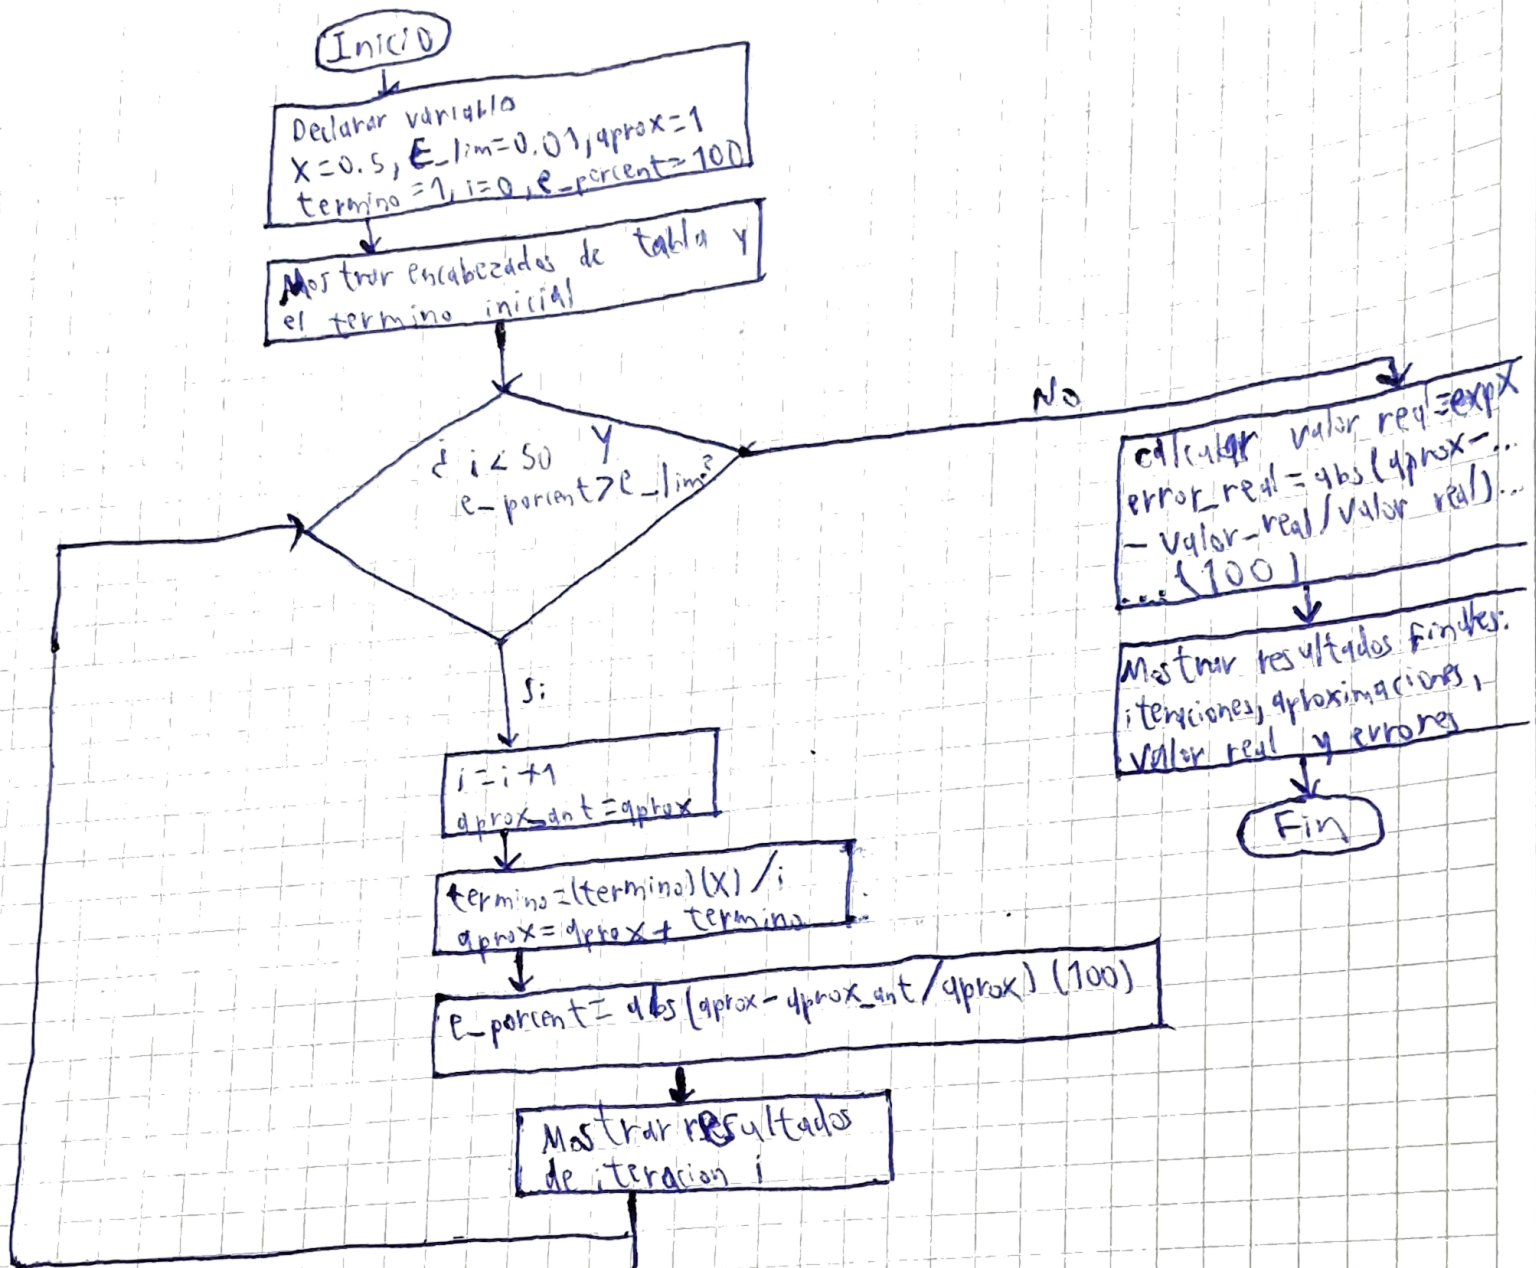 Inicio
Declarar variable
X=0.5, E_lim=0.01, aprox=1
termino=1, i=0, e_porcent=100
Mostrar encabezados de tabla y
el termino inicial
¿ i < 50 y
e_porcent>e_lim?
No
Si
i=i+1
aprox_ant=aprox
termino=(termino)(x)/i
aprox=aprox+termino
e_porcent=abs(aprox-aprox_ant/aprox)(100)
Mostrar resultados
de iteracion i
calcular valor real=expX
error_real=abs(aprox-...
-valor_real/valor real)...
...(100)
Mostrar resultados finales:
iteraciones, aproximaciones,
valor real y errores
Fin